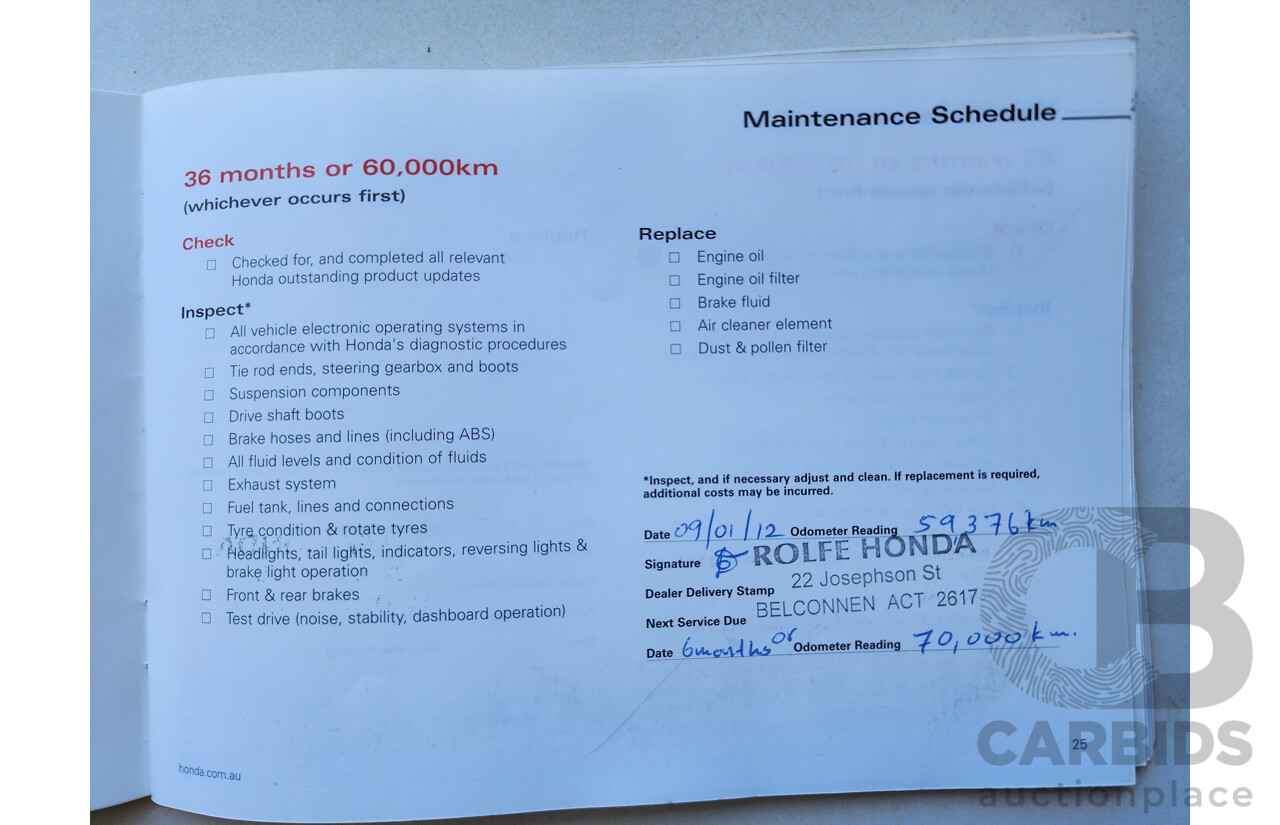 Maintenance Schedule
36 months or 60,000km
(whichever occurs first)
Check
Checked for, and completed all relevant
Honda outstanding product updates
Inspect*
All vehicle electronic operating systems in
accordance with Honda's diagnostic procedures
Tie rod ends, steering gearbox and boots
Suspension components
Drive shaft boots
Brake hoses and lines (including ABS)
All fluid levels and condition of fluids
Exhaust system
Fuel tank, lines and connections
Tyre condition & rotate tyres
Headlights, tail lights, indicators, reversing lights &
brake light operation
Front & rear brakes
Test drive (noise, stability, dashboard operation)
Replace
Engine oil
Engine oil filter
Brake fluid
Air cleaner element
Dust & pollen filter
*Inspect, and if necessary adjust and clean. If replacement is required,
additional costs may be incurred.
Date 09/01/12 Odometer Reading 59376km
Signature ROLFE HONDA
Dealer Delivery Stamp 22 Josephson St
Next Service Due BELCONNEN ACT 2617
Date 6months or Odometer Reading 70,000km.
25
honda.com.au
CB
CARBIDS
auctionplace